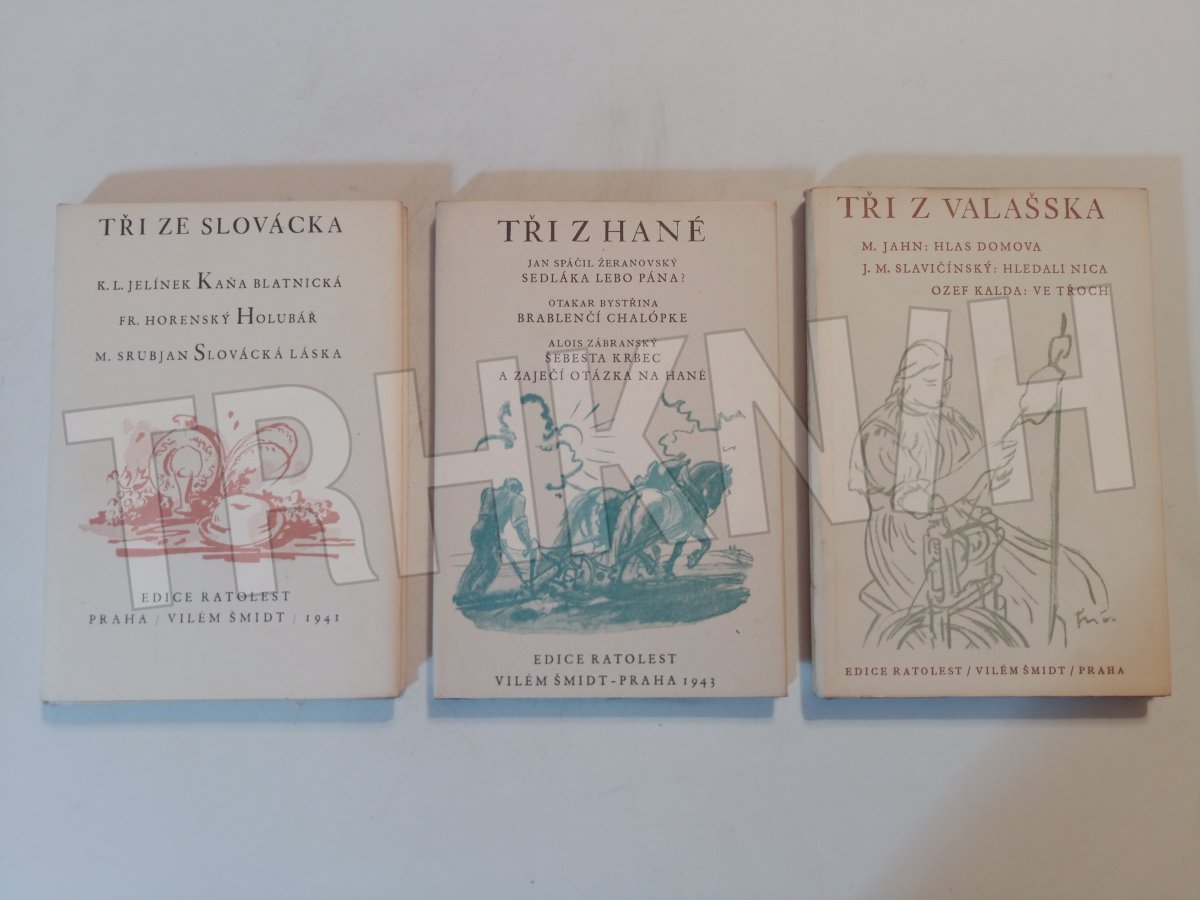 TŘI ZE SLOVÁCKA
K. L. JELÍNEK KAŇA BLATNICKÁ
FR. HORENSKÝ HOLUBÁŘ
M. SRUBJAN SLOVÁCKÁ LÁSKA
EDICE RATOLEST
PRAHA / VILÉM ŠMIDT / 1941
TŘI Z HANÉ
JAN SPÁČIL ŽERANOVSKÝ
SEDLÁKA LEBO PÁNA?
OTAKAR BYSTŘINA
BRABLENČÍ CHALÓPKE
ALOIS ZÁBRANSKÝ
ŠEBESTA KRBEC
A ZAJEČÍ OTÁZKA NA HANÉ
EDICE RATOLEST
VILÉM ŠMIDT-PRAHA 1943
TŘI Z VALAŠSKA
M. JAHN: HLAS DOMOVA
J. M. SLAVIČÍNSKÝ: HLEDALI NICA
OZEF KALDA: VE TŘOCH
EDICE RATOLEST / VILÉM ŠMIDT / PRAHA
TRHKNIH